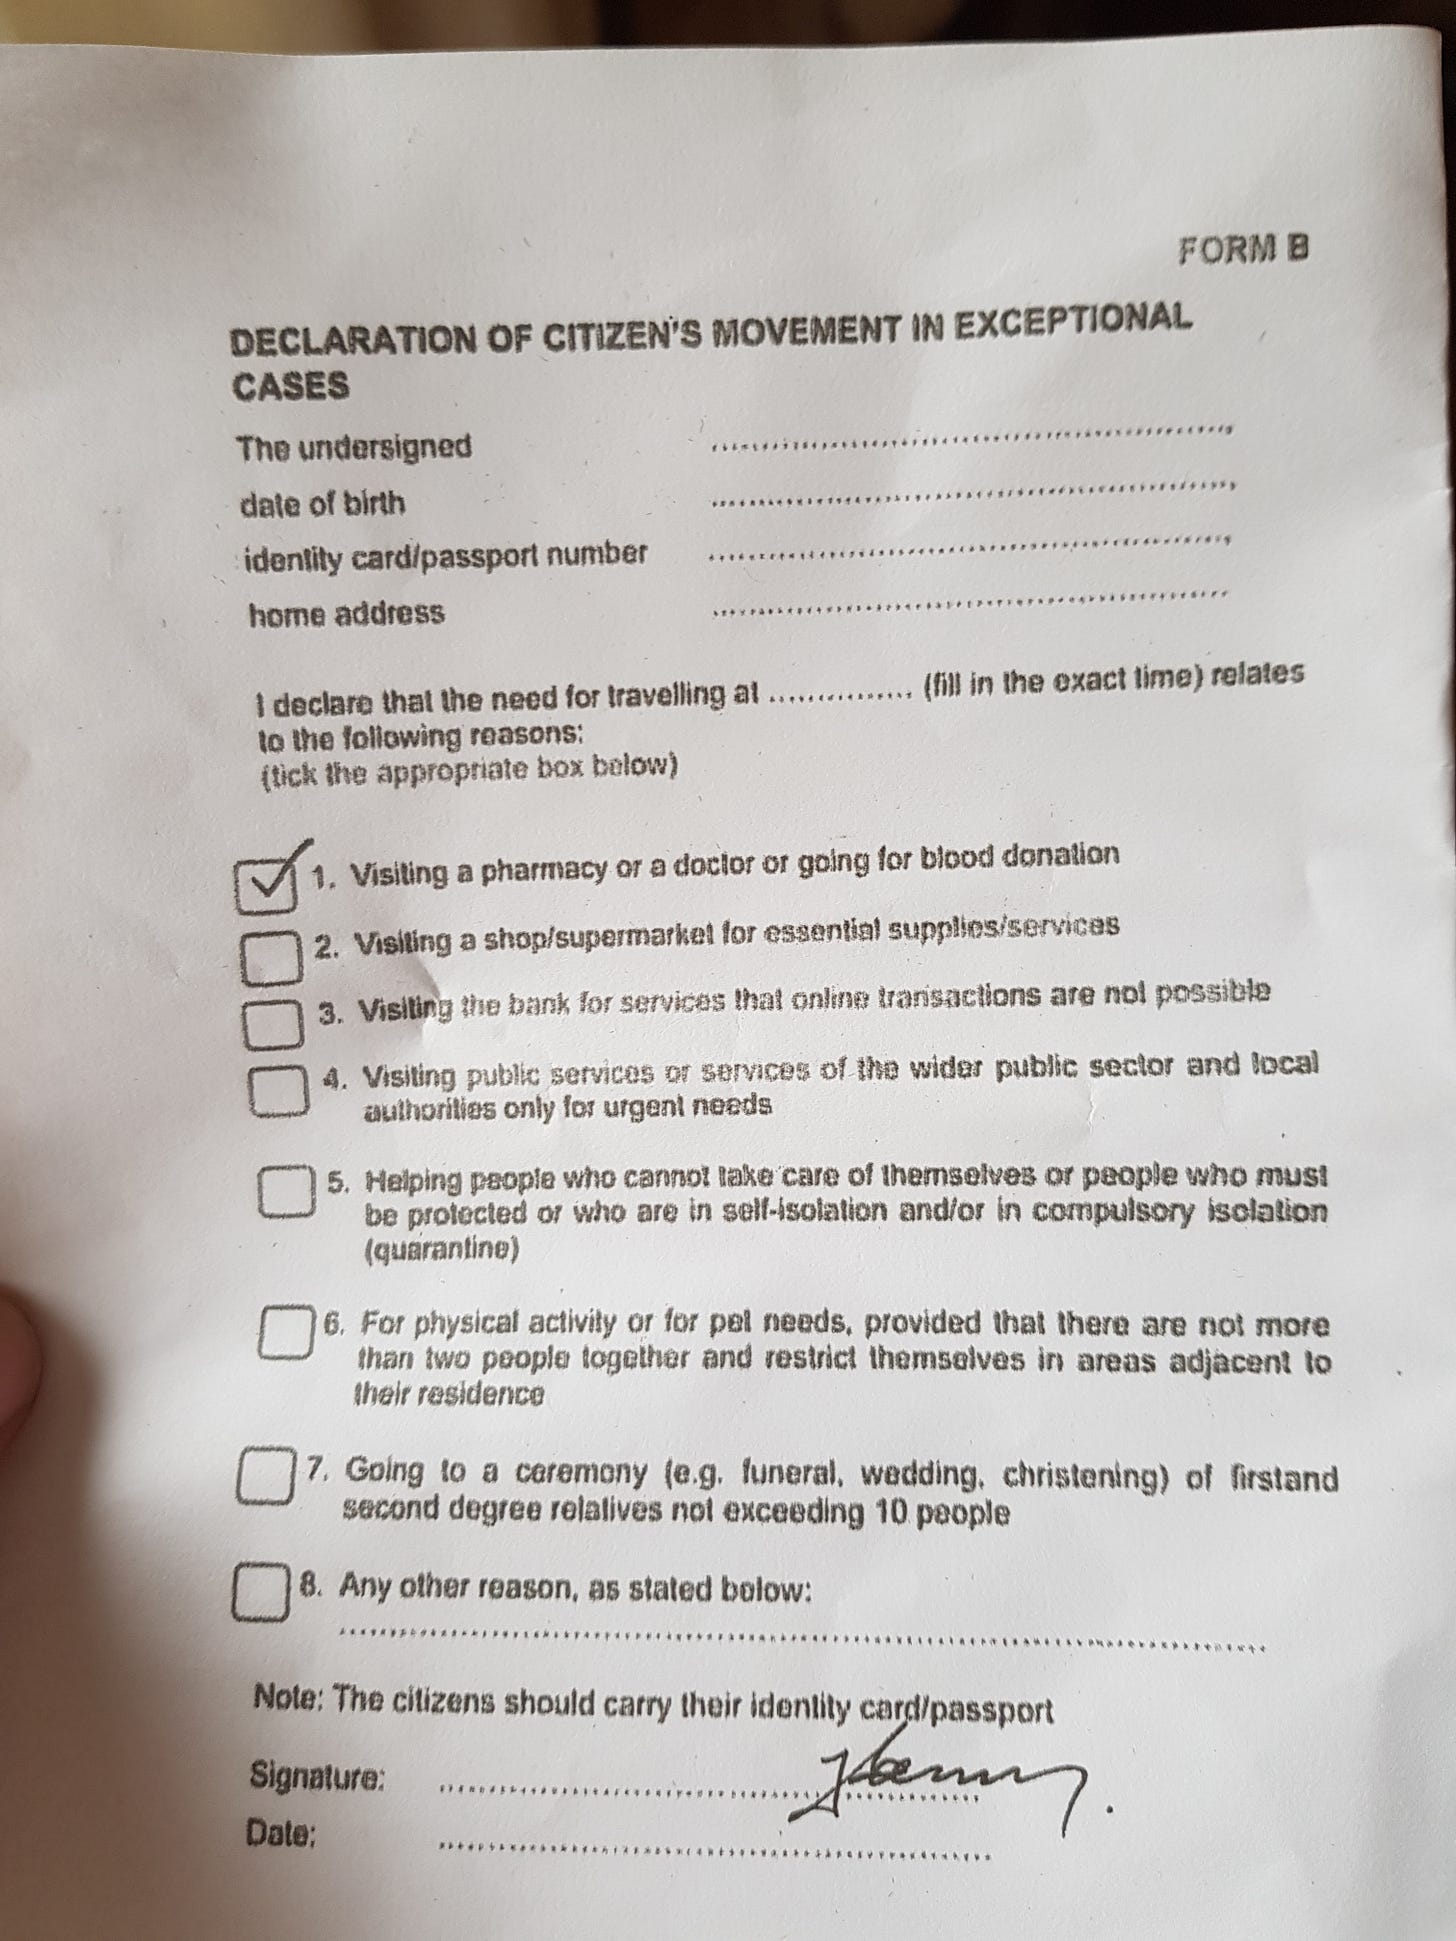 FORM B
DECLARATION OF CITIZEN'S MOVEMENT IN EXCEPTIONAL
CASES
The undersigned ............................................................
date of birth ............................................................
identity card/passport number ............................................................
home address ............................................................
I declare that the need for travelling at ............... (fill in the exact time) relates
to the following reasons:
(tick the appropriate box below)
1. Visiting a pharmacy or a doctor or going for blood donation
2. Visiting a shop/supermarket for essential supplies/services
3. Visiting the bank for services that online transactions are not possible
4. Visiting public services or services of the wider public sector and local
authorities only for urgent needs
5. Helping people who cannot take care of themselves or people who must
be protected or who are in self-isolation and/or in compulsory isolation
(quarantine)
6. For physical activity or for pet needs, provided that there are not more
than two people together and restrict themselves in areas adjacent to
their residence
7. Going to a ceremony (e.g. funeral, wedding, christening) of firstand
second degree relatives not exceeding 10 people
8. Any other reason, as stated below:
............................................................
Note: The citizens should carry their identity card/passport
Signature: ............................................................
Date: ............................................................